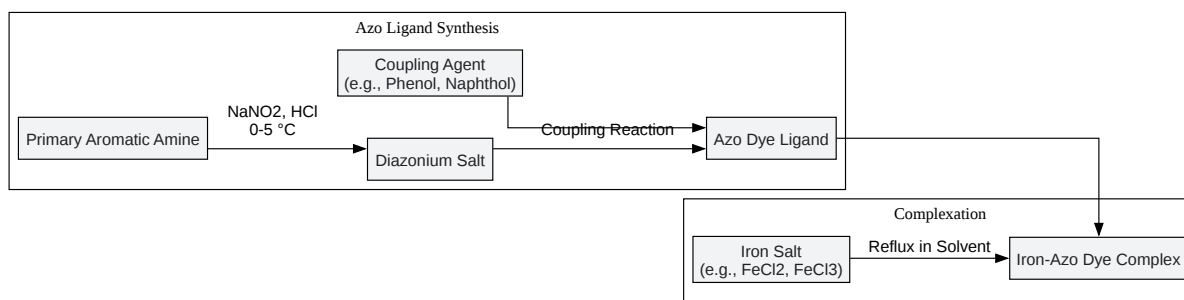 Azo Ligand Synthesis
Coupling Agent
(e.g., Phenol, Naphthol)
NaNO2, HCl
0-5 °C
Primary Aromatic Amine
Coupling Reaction
Diazonium Salt
Azo Dye Ligand
Complexation
Iron Salt
(e.g., FeCl2, FeCl3)
Reflux in Solvent
Iron-Azo Dye Complex